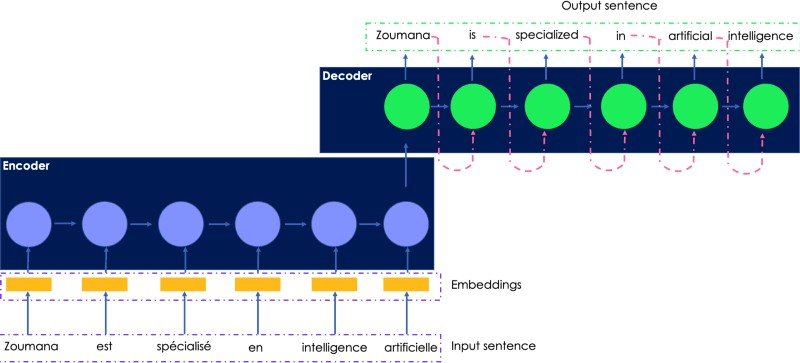 Output sentence
Zoumana is specialized in artificial intelligence
Decoder
Encoder
Embeddings
Zoumana est spécialisé en intelligence artificielle
Input sentence